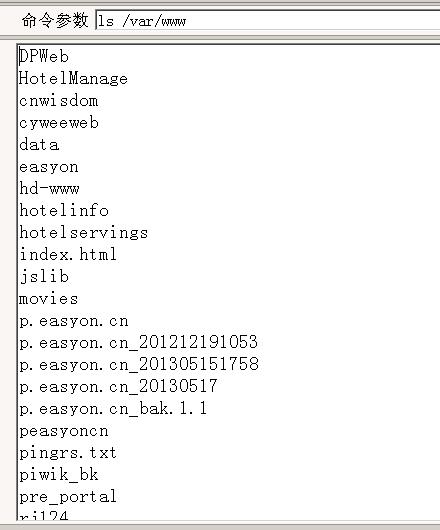 命令参数 ls /var/www
DPWeb
HotelManage
cnwisdom
cyweeweb
data
easyon
hd-www
hotelinfo
hotelservings
index.html
jslib
movies
p.easyon.cn
p.easyon.cn_201212191053
p.easyon.cn_201305151758
p.easyon.cn_20130517
p.easyon.cn_bak.1.1
peasyoncn
pingrs.txt
piwik_bk
pre_portal